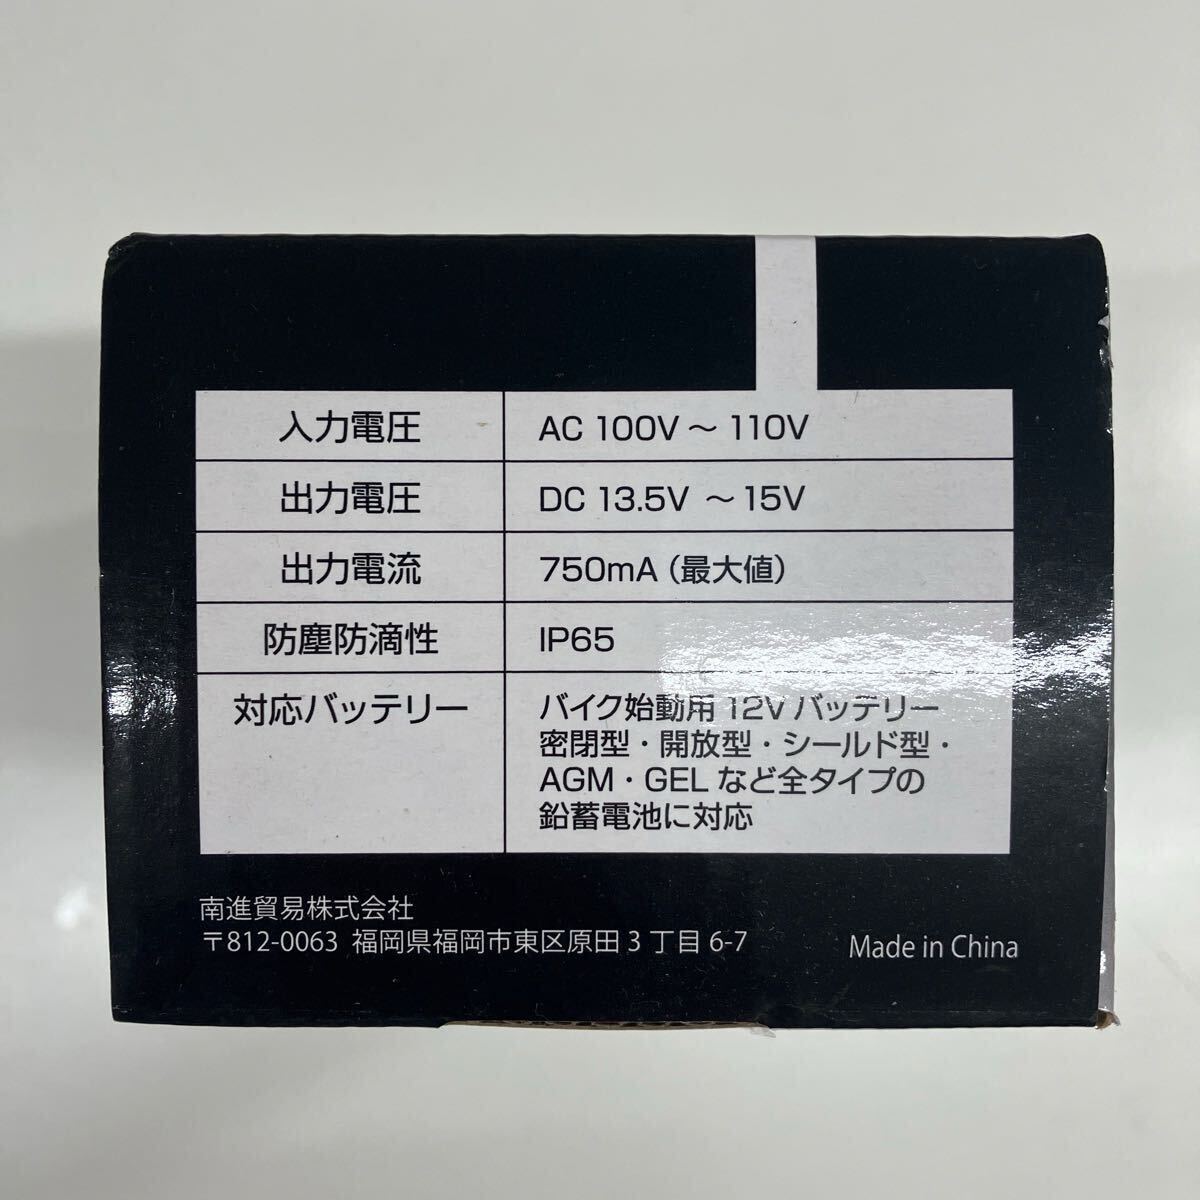 入力電圧 AC 100V ～ 110V
出力電圧 DC 13.5V ～15V
出力電流 750mA（最大値）
防塵防滴性 IP65
対応バッテリー バイク始動用 12V バッテリー
密閉型・開放型・シールド型・
AGM・GEL など全タイプの
鉛蓄電池に対応
南進貿易株式会社
〒812-0063 福岡県福岡市東区原田 3 丁目 6-7
Made in China